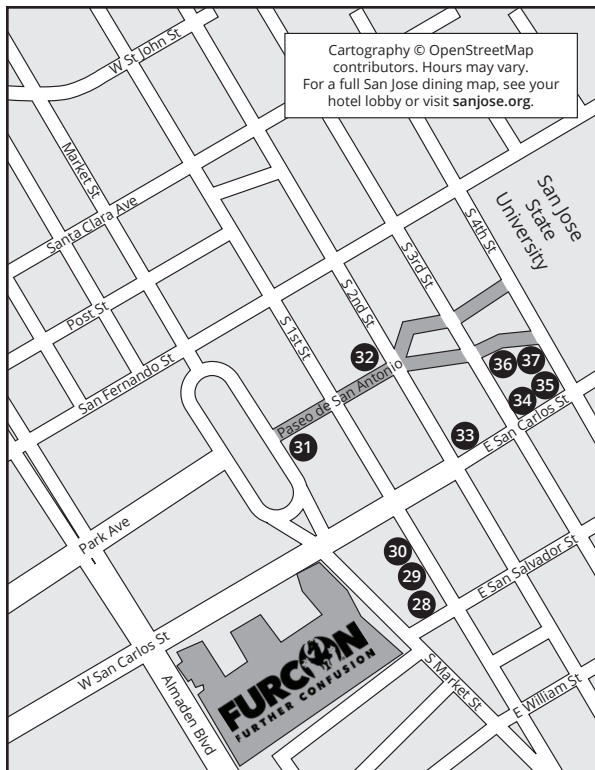 Cartography © OpenStreetMap
contributors. Hours may vary.
For a full San Jose dining map, see your
hotel lobby or visit sanjose.org.
W St John St
Market St
Santa Clara Ave
San Jose
State
University
S 4th St
S 3rd St
S 2nd St
S 1st St
Post St
San Fernando St
Paseo de San Antonio
32
36
37
35
34
31
33
E San Carlos St
Park Ave
30
29
28
E San Salvador St
W San Carlos St
FURCON
FURTHER CONFUSION
Almaden Blvd
S Market St
E William St